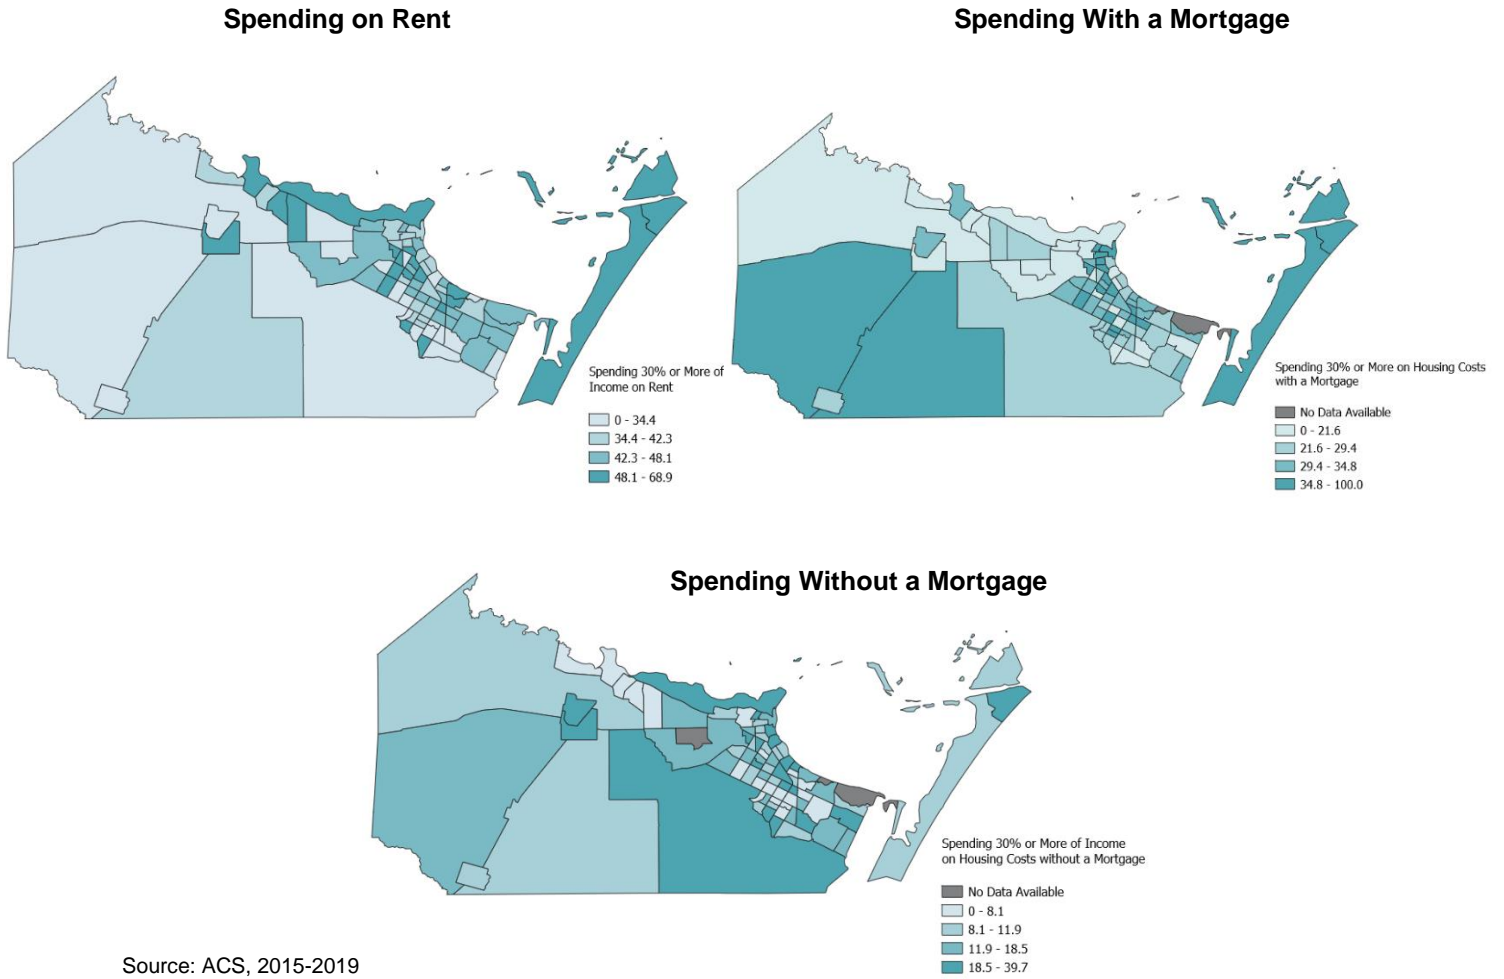 Spending on Rent
Spending With a Mortgage
Spending 30% or More of
Income on Rent
0 - 34.4
34.4 - 42.3
42.3 - 48.1
48.1 - 68.9
Spending 30% or More on Housing Costs
with a Mortgage
No Data Available
0 - 21.6
21.6 - 29.4
29.4 - 34.8
34.8 - 100.0
Spending Without a Mortgage
Spending 30% or More of Income
on Housing Costs without a Mortgage
No Data Available
0 - 8.1
8.1 - 11.9
11.9 - 18.5
18.5 - 39.7
Source: ACS, 2015-2019